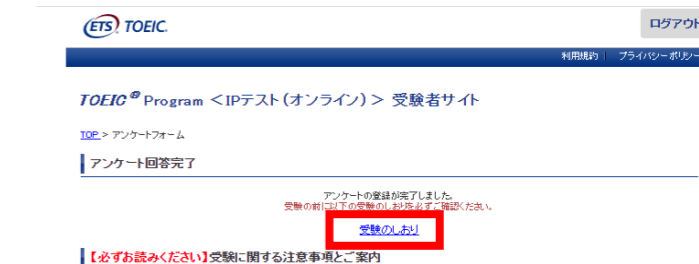 ETS TOEIC.
ログアウト
利用規約 | プライバシーポリシー
TOEIC® Program ＜IPテスト（オンライン）＞ 受験者サイト
TOP > アンケートフォーム
アンケート回答完了
アンケートの登録が完了しました。
受験の前に以下の受験のしおりを必ずご確認ください。
受験のしおり
【必ずお読みください】受験に関する注意事項とご案内